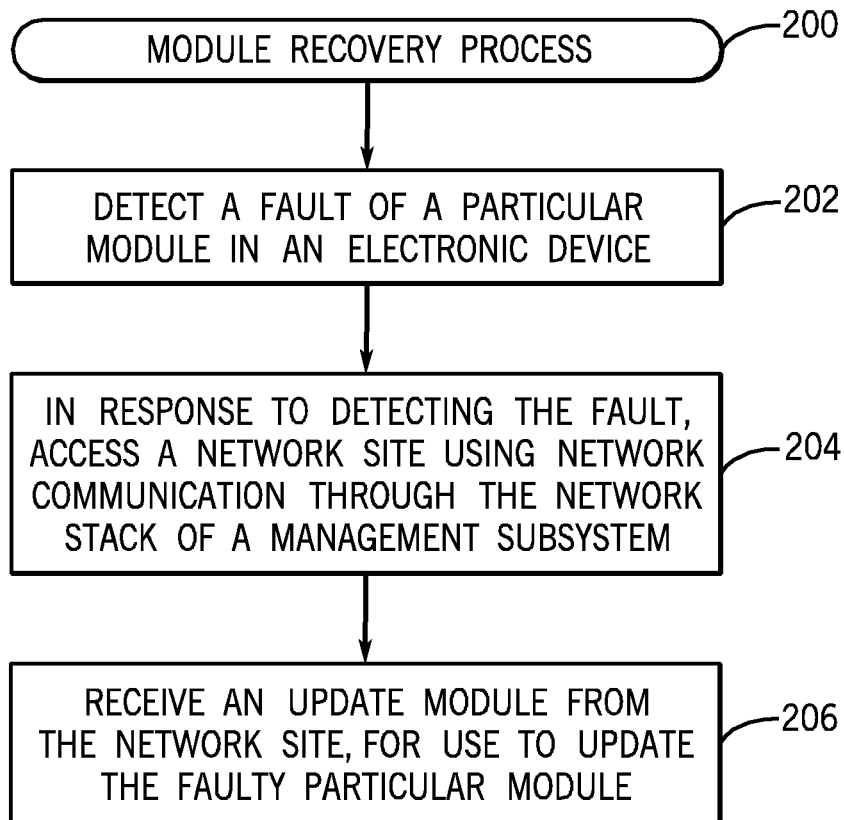 MODULE RECOVERY PROCESS
200
DETECT A FAULT OF A PARTICULAR
MODULE IN AN ELECTRONIC DEVICE
202
IN RESPONSE TO DETECTING THE FAULT,
ACCESS A NETWORK SITE USING NETWORK
COMMUNICATION THROUGH THE NETWORK
STACK OF A MANAGEMENT SUBSYSTEM
204
RECEIVE AN UPDATE MODULE FROM
THE NETWORK SITE, FOR USE TO UPDATE
THE FAULTY PARTICULAR MODULE
206